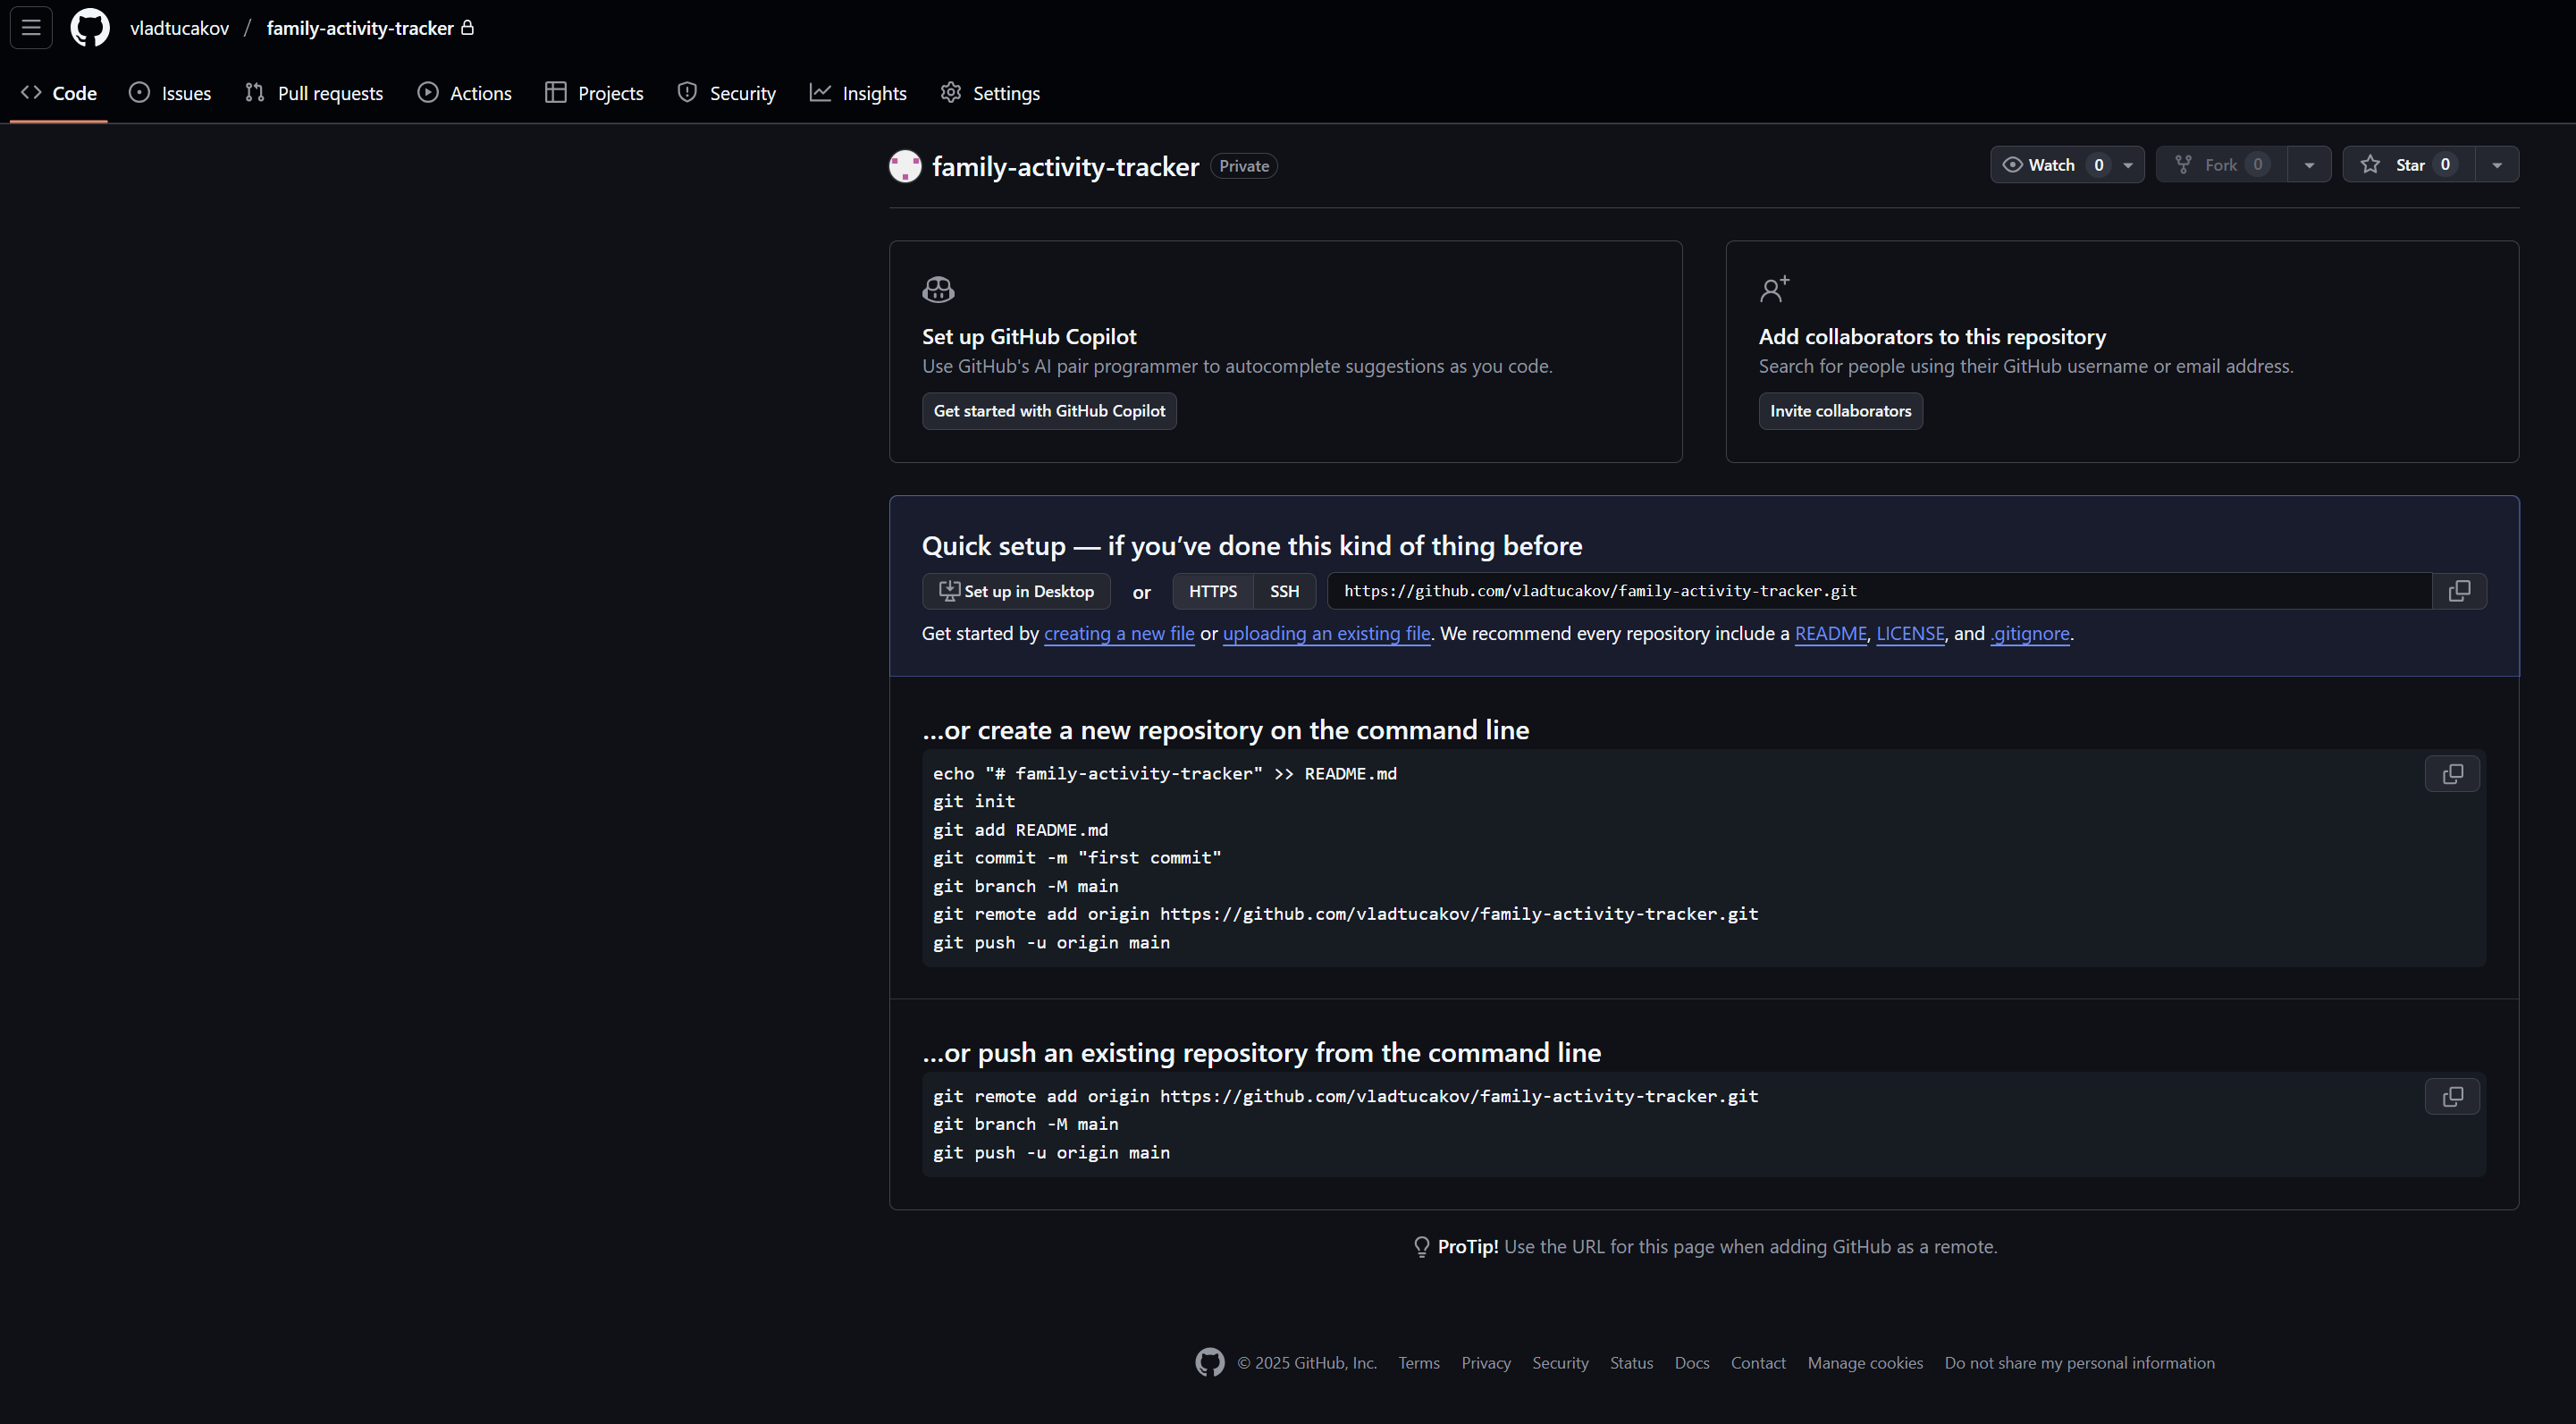 vladtucakov / family-activity-tracker
Code Issues Pull requests Actions Projects Security Insights Settings
family-activity-tracker Private
Watch 0 Fork 0 Star 0
Set up GitHub Copilot
Use GitHub's AI pair programmer to autocomplete suggestions as you code.
Get started with GitHub Copilot
Add collaborators to this repository
Search for people using their GitHub username or email address.
Invite collaborators
Quick setup — if you’ve done this kind of thing before
Set up in Desktop or HTTPS SSH https://github.com/vladtucakov/family-activity-tracker.git
Get started by creating a new file or uploading an existing file. We recommend every repository include a README, LICENSE, and .gitignore.
…or create a new repository on the command line
echo "# family-activity-tracker" >> README.md
git init
git add README.md
git commit -m "first commit"
git branch -M main
git remote add origin https://github.com/vladtucakov/family-activity-tracker.git
git push -u origin main
…or push an existing repository from the command line
git remote add origin https://github.com/vladtucakov/family-activity-tracker.git
git branch -M main
git push -u origin main
ProTip! Use the URL for this page when adding GitHub as a remote.
© 2025 GitHub, Inc. Terms Privacy Security Status Docs Contact Manage cookies Do not share my personal information